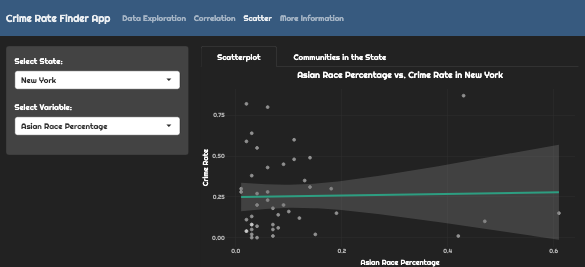 Crime Rate Finder App Data Exploration Correlation Scatter More Information
Select State:
New York
Select Variable:
Asian Race Percentage
Scatterplot Communities in the State
Asian Race Percentage vs. Crime Rate in New York
Crime Rate
0.75
0.50
0.25
0.00
0.0 0.2 0.4 0.6
Asian Race Percentage